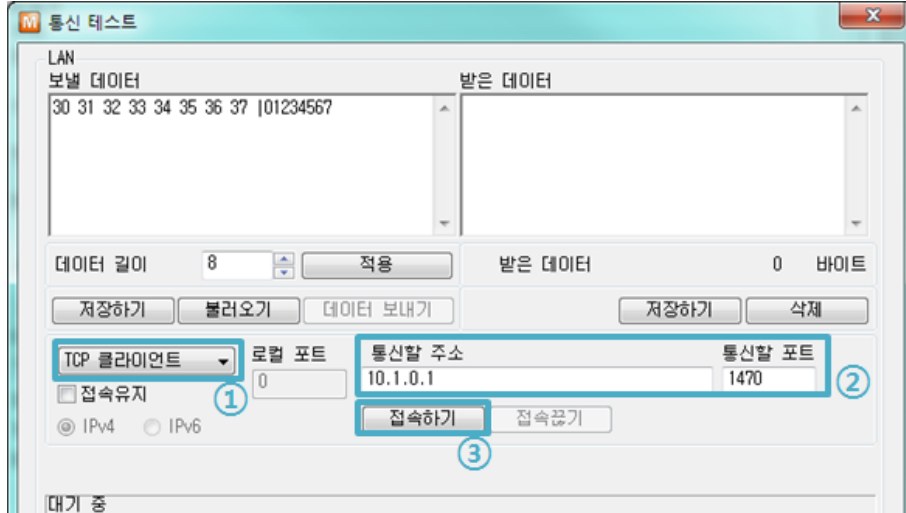 통신 테스트
LAN
보낼 데이터
받은 데이터
30 31 32 33 34 35 36 37 |01234567
데이터 길이 8 적용
받은 데이터 0 바이트
저장하기 불러오기 데이터 보내기
저장하기 삭제
TCP 클라이언트
로컬 포트
통신할 주소
통신할 포트
0
10.1.0.1
1470
①
②
접속유지
접속하기
접속끊기
IPv4 IPv6
③
대기 중